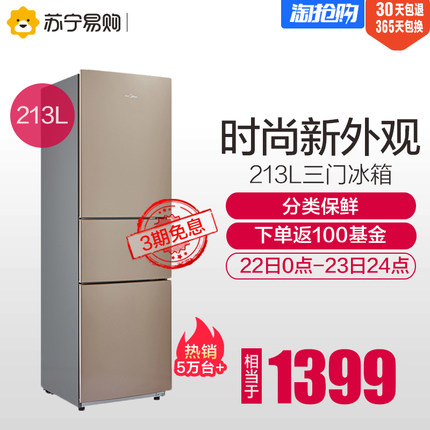 苏宁易购
淘抢购
30天包退
365天包换
213L
时尚新外观
213L三门冰箱
分类保鲜
下单返100基金
22日0点-23日24点
3期免息
热销
5万台+
相当于
1399